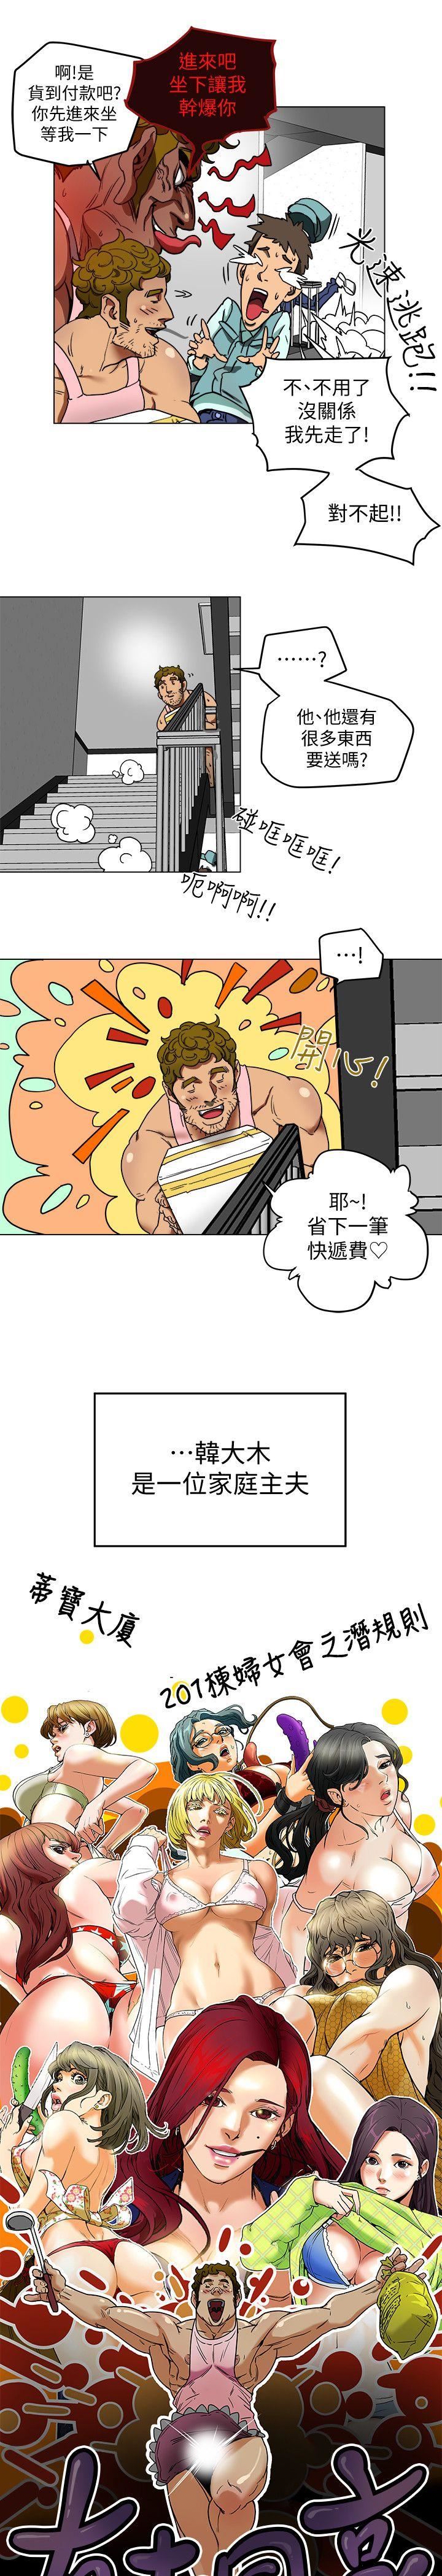 啊!是
貨到付款吧?
你先進來坐
等我一下
進來吧
坐下讓我
幹爆你
光速逃跑!!
不、不用了
沒關係
我先走了!
對不起!!
……?
他、他還有
很多東西
要送嗎?
碰哐哐哐!
呃啊啊!!
…!
開心!
耶~!
省下一筆
快遞費♡
…韓大木
是一位家庭主夫
蒂寶大廈
201棟婦女會之潛規則